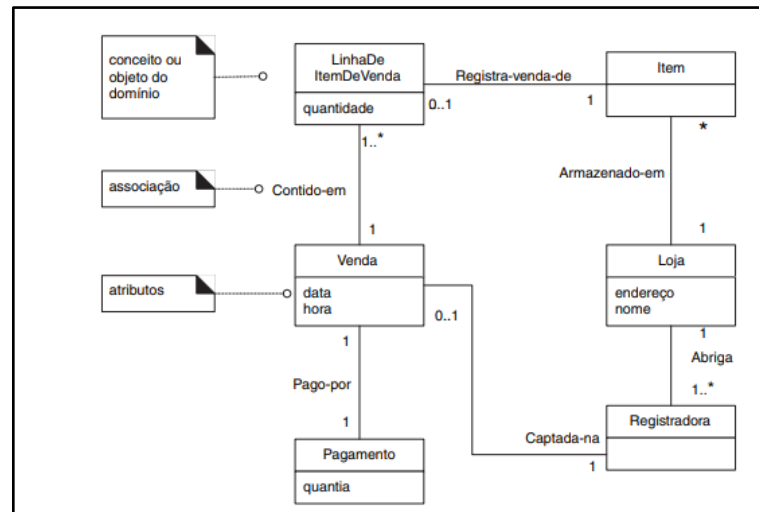 conceito ou
objeto do
domínio
LinhaDe
ItemDeVenda
quantidade
Registra-venda-de
0..1
1
Item
1..*
*
associação
Contido-em
Armazenado-em
1
1
atributos
Venda
data
hora
0..1
Loja
endereço
nome
1
1
Abriga
Pago-por
1..*
1
Captada-na
1
Registradora
Pagamento
quantia